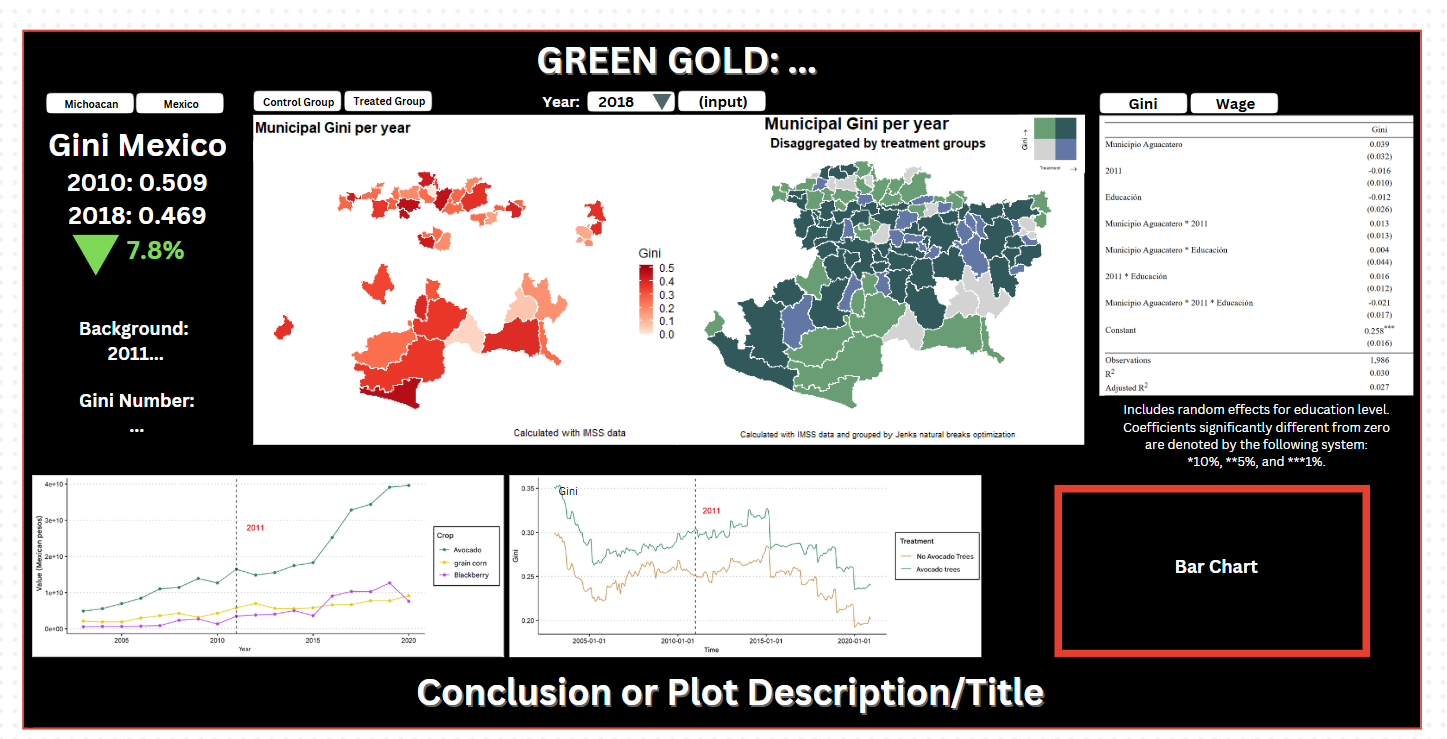 GREEN GOLD: ...
Michoacan
Mexico
Gini Mexico
2010: 0.509
2018: 0.469
7.8%
Background:
2011...
Gini Number:
...
Control Group
Treated Group
Year:
2018
(input)
Municipal Gini per year
Gini
0.5
0.4
0.3
0.2
0.1
0.0
Calculated with IMSS data
Municipal Gini per year
Disaggregated by treatment groups
Gini →
Treatment →
Calculated with IMSS data and grouped by Jenks natural breaks optimization
Gini
Wage
Gini
Municipio Aguacatero 0.039
(0.032)
2011 -0.016
(0.010)
Educación -0.012
(0.026)
Municipio Aguacatero * 2011 0.013
(0.013)
Municipio Aguacatero * Educación 0.004
(0.044)
2011 * Educación 0.016
(0.012)
Municipio Aguacatero * 2011 * Educación -0.021
(0.017)
Constant 0.258***
(0.016)
Observations 1,986
R2 0.030
Adjusted R2 0.027
Includes random effects for education level.
Coefficients significantly different from zero
are denoted by the following system:
*10%, **5%, and ***1%.
Value (Mexican pesos)
4e+10
3e+10
2e+10
1e+10
0e+00
2011
2005
2010
2015
2020
Year
Crop
Avocado
grain corn
Blackberry
Gini
Gini
0.35
0.30
0.25
0.20
2011
2005-01-01
2010-01-01
2015-01-01
2020-01-01
Time
Treatment
No Avocado Trees
Avocado trees
Bar Chart
Conclusion or Plot Description/Title